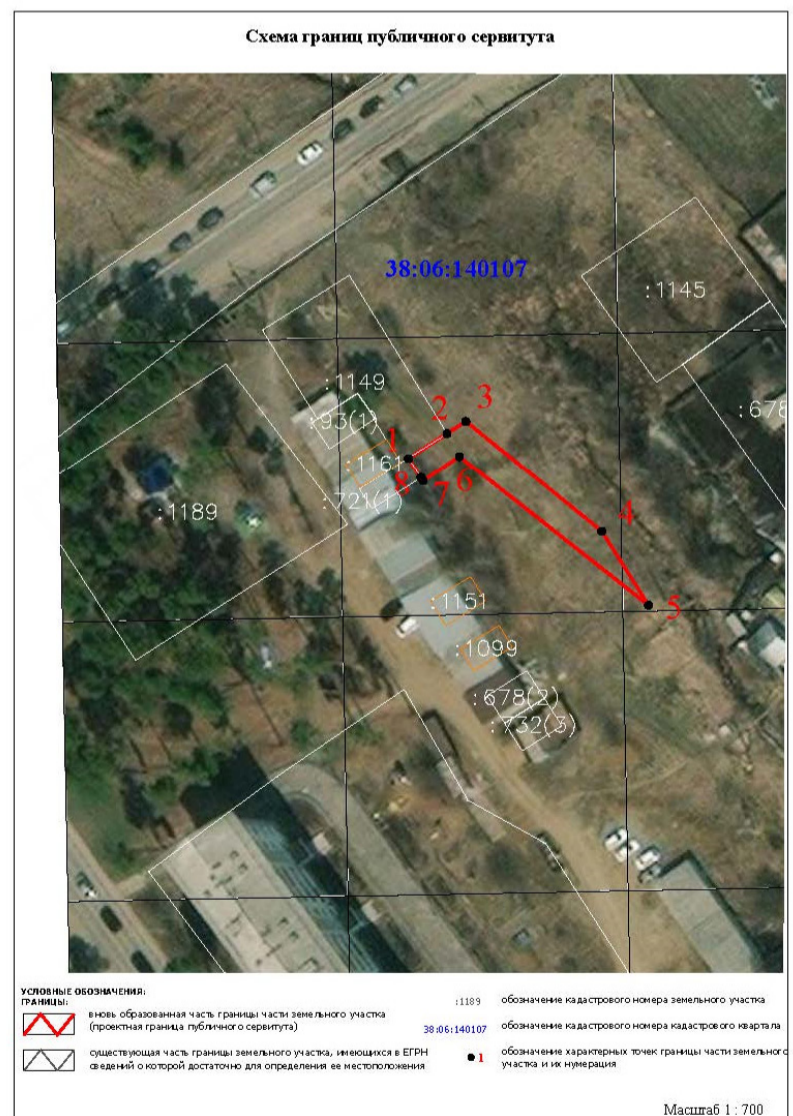 Схема границ публичного сервитута
38:06:140107
:1145
:1149
:678
:93(1)
2
3
1
:1161
8
7
6
:721(1)
:1189
4
5
:1151
:1099
:678(2)
:732(3)
УСЛОВНЫЕ ОБОЗНАЧЕНИЯ:
ГРАНИЦЫ:
вновь образованная часть границы части земельного участка
(проектная граница публичного сервитута)
существующая часть границы земельного участка, имеющихся в ЕГРН
сведений о которой достаточно для определения ее местоположения
:1189 обозначение кадастрового номера земельного участка
38:06:140107 обозначение кадастрового номера кадастрового квартала
1 обозначение характерных точек границы части земельного
участка и их нумерация
Масштаб 1 : 700